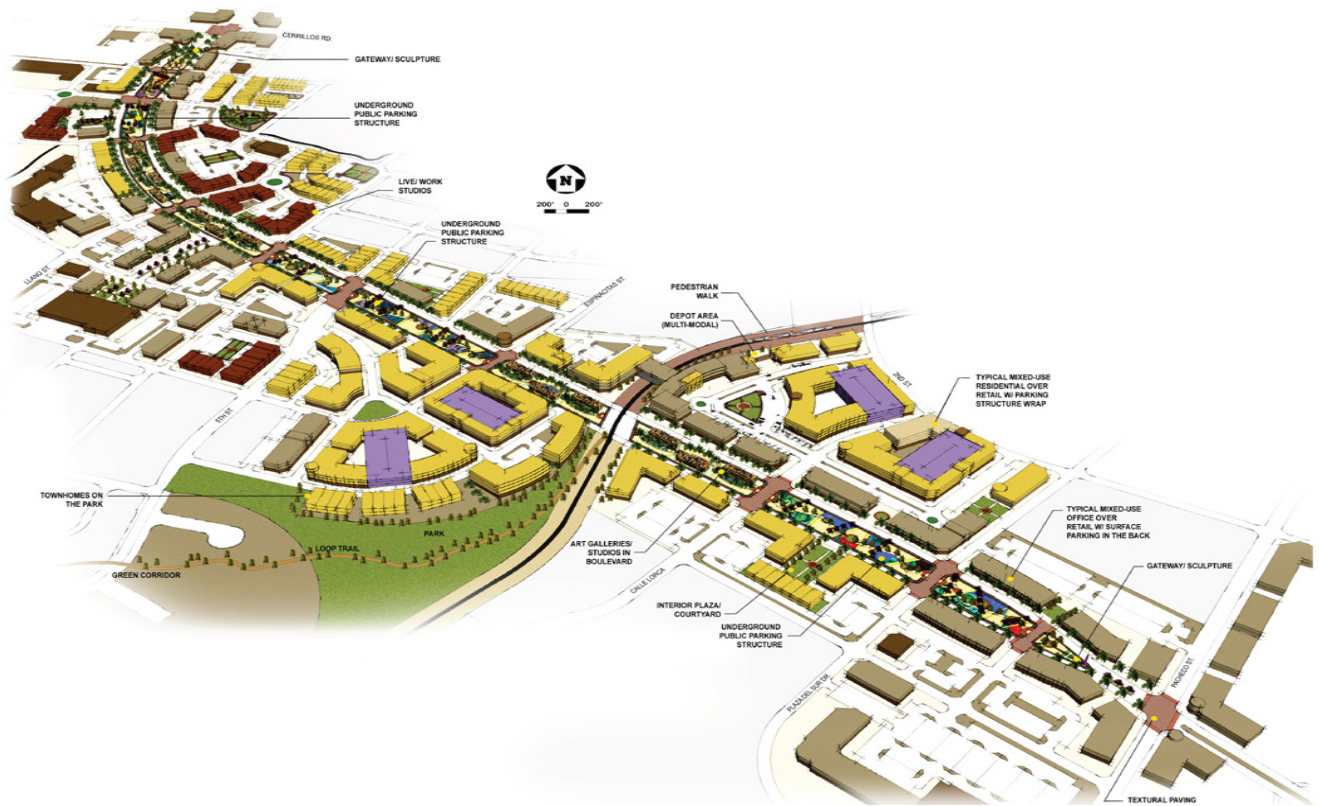 CERRILLOS RD.
GATEWAY/ SCULPTURE
UNDERGROUND
PUBLIC PARKING
STRUCTURE
N
200' 0 200'
LIVE/ WORK
STUDIOS
UNDERGROUND
PUBLIC PARKING
STRUCTURE
LLANO ST.
ESPINACITAS ST.
PEDESTRIAN
WALK
DEPOT AREA
(MULTI-MODAL)
2ND ST.
TYPICAL MIXED-USE
RESIDENTIAL OVER
RETAIL W/ PARKING
STRUCTURE WRAP
5TH ST.
TOWNHOMES ON
THE PARK
PARK
LOOP TRAIL
GREEN CORRIDOR
ART GALLERIES/
STUDIOS IN
BOULEVARD
CALLE LORCA
TYPICAL MIXED-USE
OFFICE OVER
RETAIL W/ SURFACE
PARKING IN THE BACK
GATEWAY/ SCULPTURE
INTERIOR PLAZA/
COURTYARD
UNDERGROUND
PUBLIC PARKING
STRUCTURE
PLAZA DEL SUR DR.
PACHECO ST.
TEXTURAL PAVING